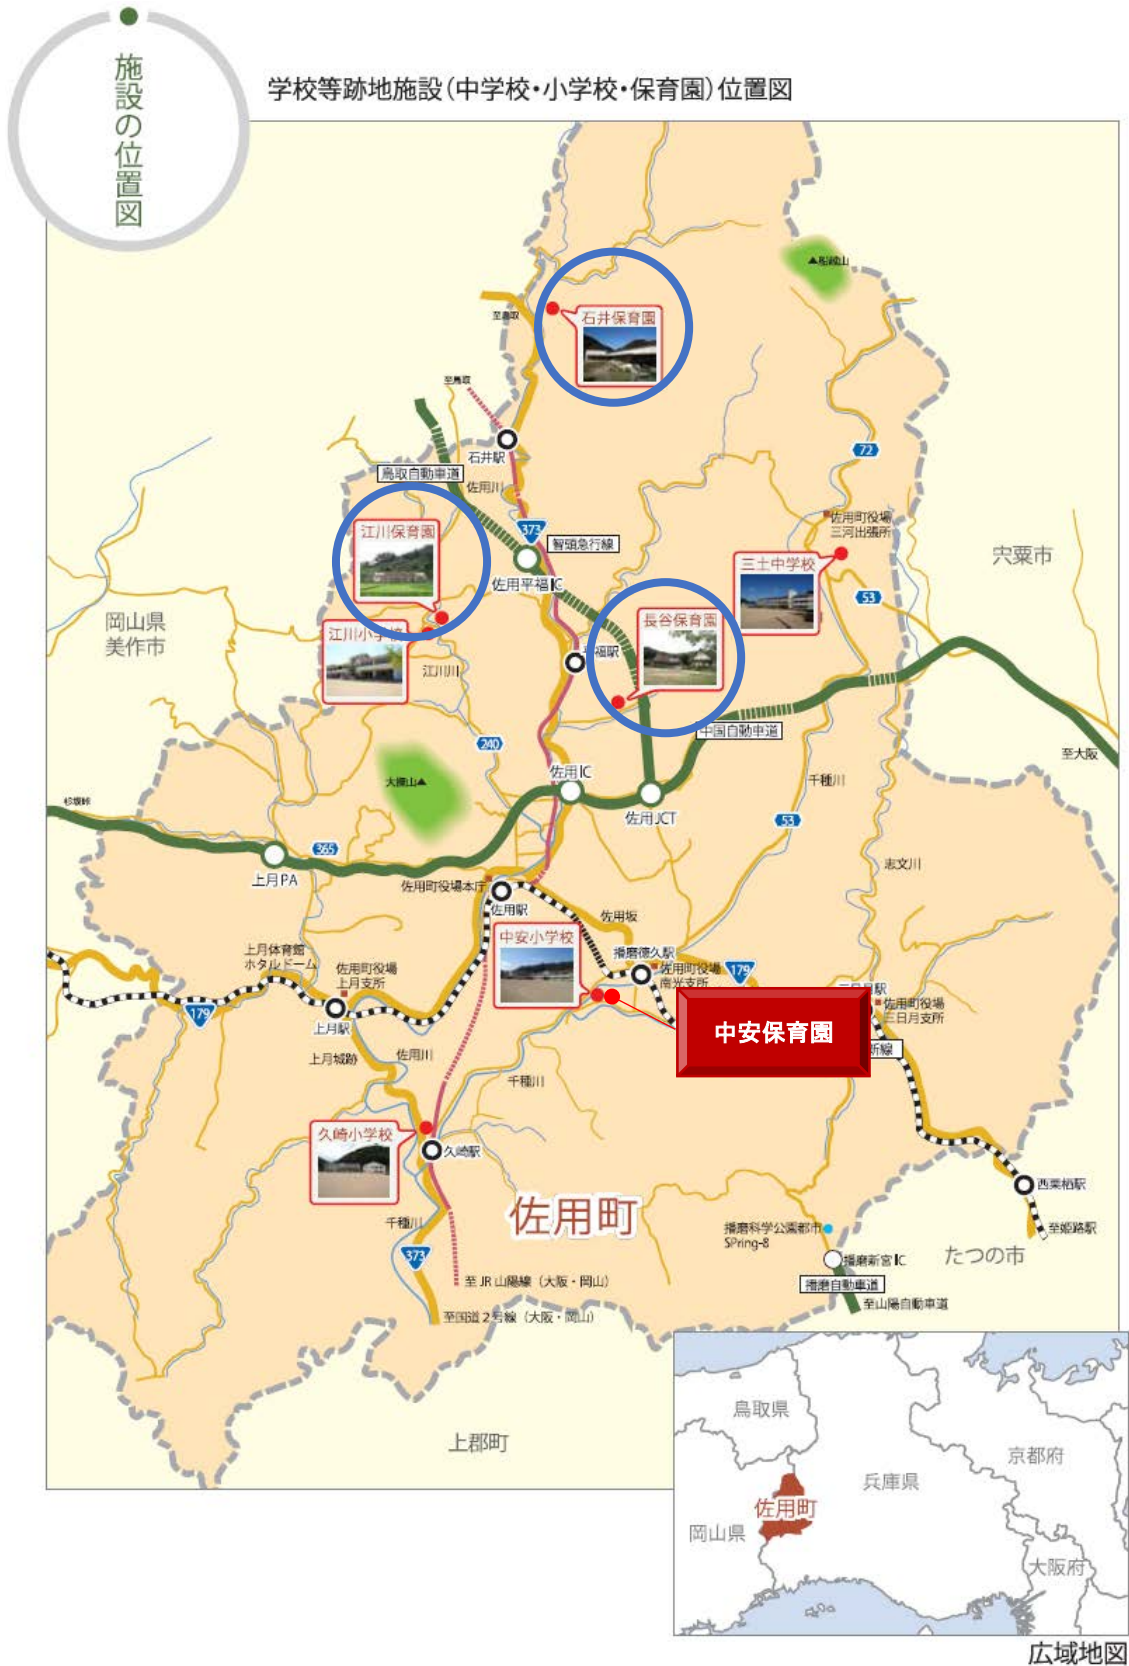 施設の位置図
学校等跡地施設(中学校・小学校・保育園)位置図
▲船越山
石井保育園
至鳥取
至鳥取
石井駅
鳥取自動車道
佐用川
72
江川保育園
373
智頭急行線
佐用町役場
三河出張所
宍粟市
佐用平福IC
三土中学校
53
岡山県
美作市
江川小学校
長谷保育園
江川川
240
中国自動車道
至大阪
大撫山▲
佐用IC
千種川
杉坂峠
佐用JCT
53
365
志文川
上月PA
佐用町役場本庁
佐用駅
佐用坂
中安小学校
上月体育館
ホタルドーム
佐用町役場
上月支所
播磨徳久駅
佐用町役場
南光支所
179
佐用町役場
三日月支所
179
上月駅
中安保育園
新線
上月城跡
佐用川
千種川
久崎小学校
久崎駅
佐用町
西栗栖駅
千種川
至姫路駅
播磨科学公園都市
SPring-8
たつの市
373
播磨新宮IC
至JR山陽線(大阪・岡山)
播磨自動車道
至山陽自動車道
至国道2号線(大阪・岡山)
上郡町
鳥取県
京都府
兵庫県
佐用町
岡山県
大阪府
広域地図